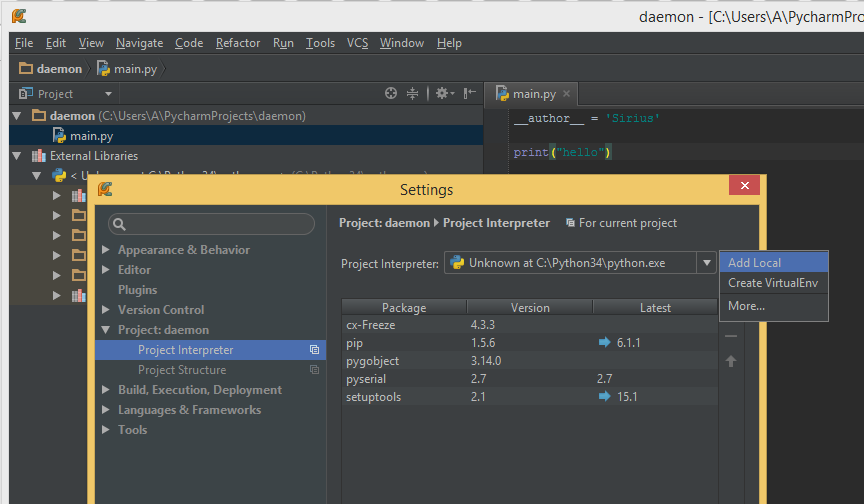 daemon - [C:\Users\A\PycharmPro
File Edit View Navigate Code Refactor Run Tools VCS Window Help
daemon main.py
Project
main.py
daemon (C:\Users\A\PycharmProjects\daemon)
__author__ = 'Sirius'
main.py
print("hello")
External Libraries
Settings
Project: daemon Project Interpreter For current project
Appearance & Behavior
Project Interpreter: Unknown at C:\Python34\python.exe
Add Local
Editor
Create VirtualEnv
Plugins
More...
Version Control
Package Version Latest
Project: daemon
cx-Freeze 4.3.3
Project Interpreter
pip 1.5.6 6.1.1
Project Structure
pygobject 3.14.0
Build, Execution, Deployment
pyserial 2.7 2.7
Languages & Frameworks
setuptools 2.1 15.1
Tools